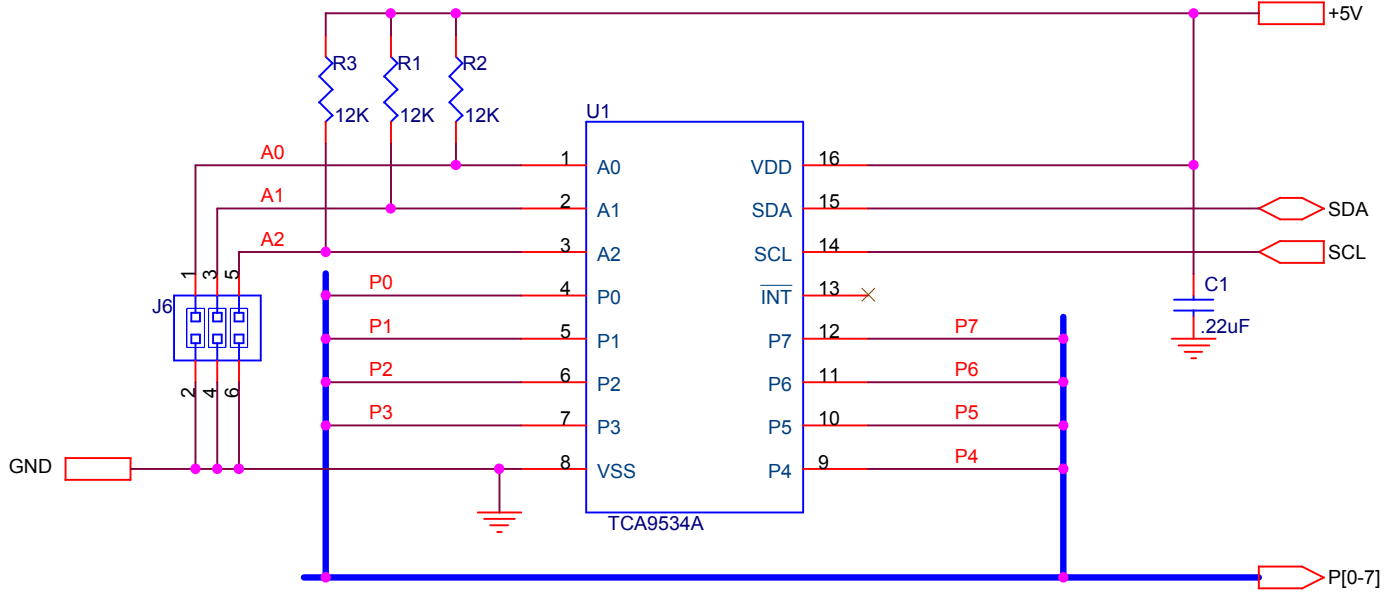 +5V
R3 R1 R2
12K 12K 12K
U1
A0 1 A0 VDD 16
A1 2 A1 SDA 15 SDA
A2 3 A2 SCL 14 SCL
1 3 5
P0 4 P0 INT 13
C1
J6
.22uF
P1 5 P1 P7 12 P7
P2 6 P2 P6 11 P6
2 4 6
P3 7 P3 P5 10 P5
GND 8 VSS P4 9 P4
TCA9534A
P[0-7]